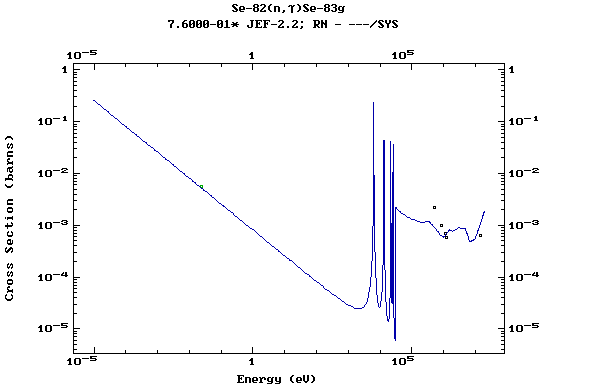 Se-82(n,γ)Se-83g
7.6000-01* JEF-2.2; RN - ---/SYS
10⁻⁵ 1 10⁵
1 1
10⁻¹ 10⁻¹
10⁻² 10⁻²
10⁻³ 10⁻³
10⁻⁴ 10⁻⁴
10⁻⁵ 10⁻⁵
10⁻⁵ 1 10⁵
Cross Section (barns)
Energy (eV)